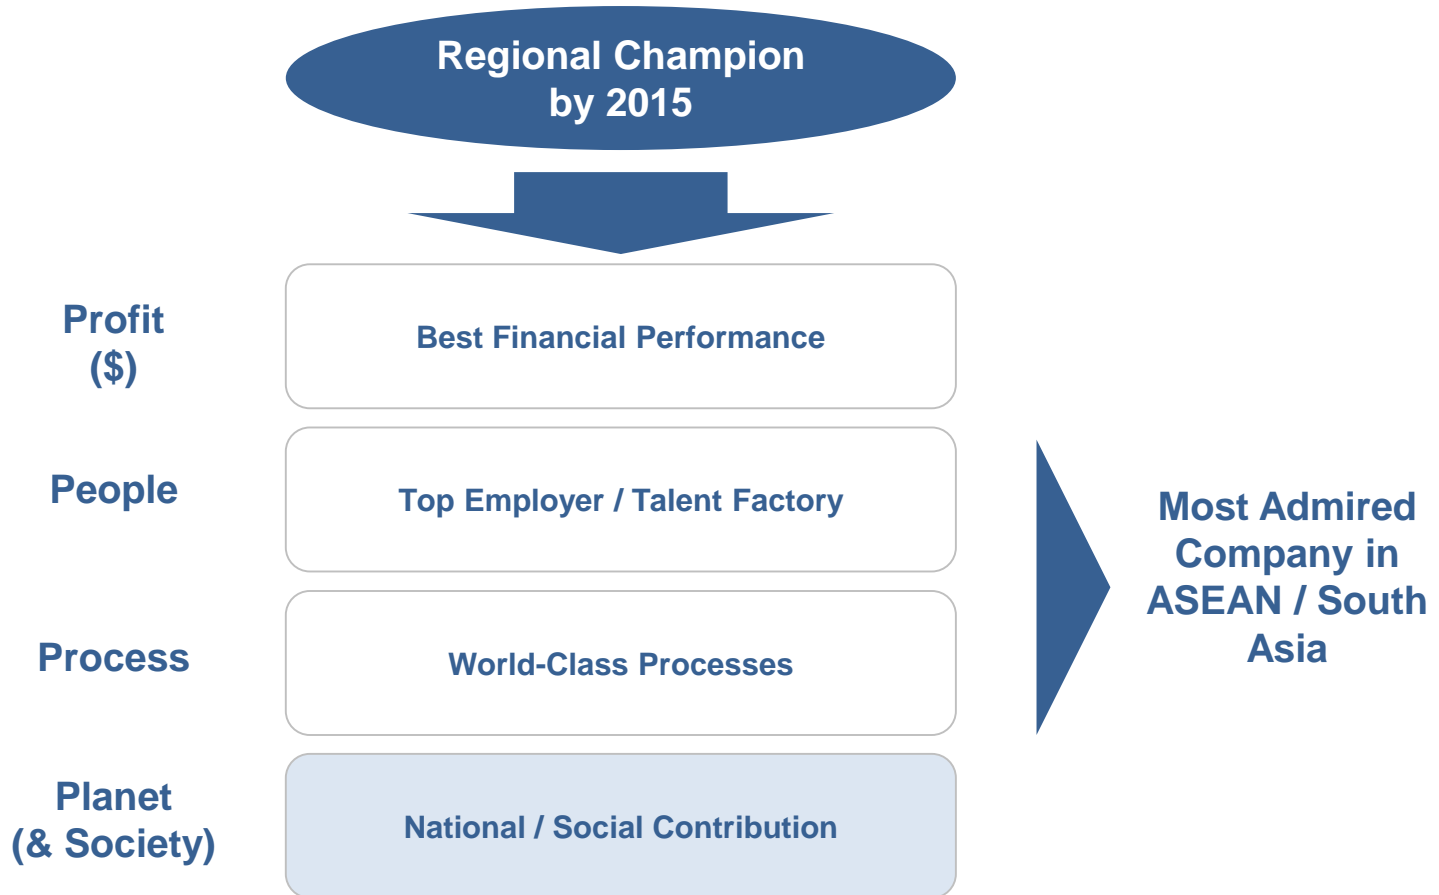 Regional Champion
by 2015
Profit
($)
Best Financial Performance
People
Top Employer / Talent Factory
Process
World-Class Processes
Planet
(& Society)
National / Social Contribution
Most Admired
Company in
ASEAN / South
Asia